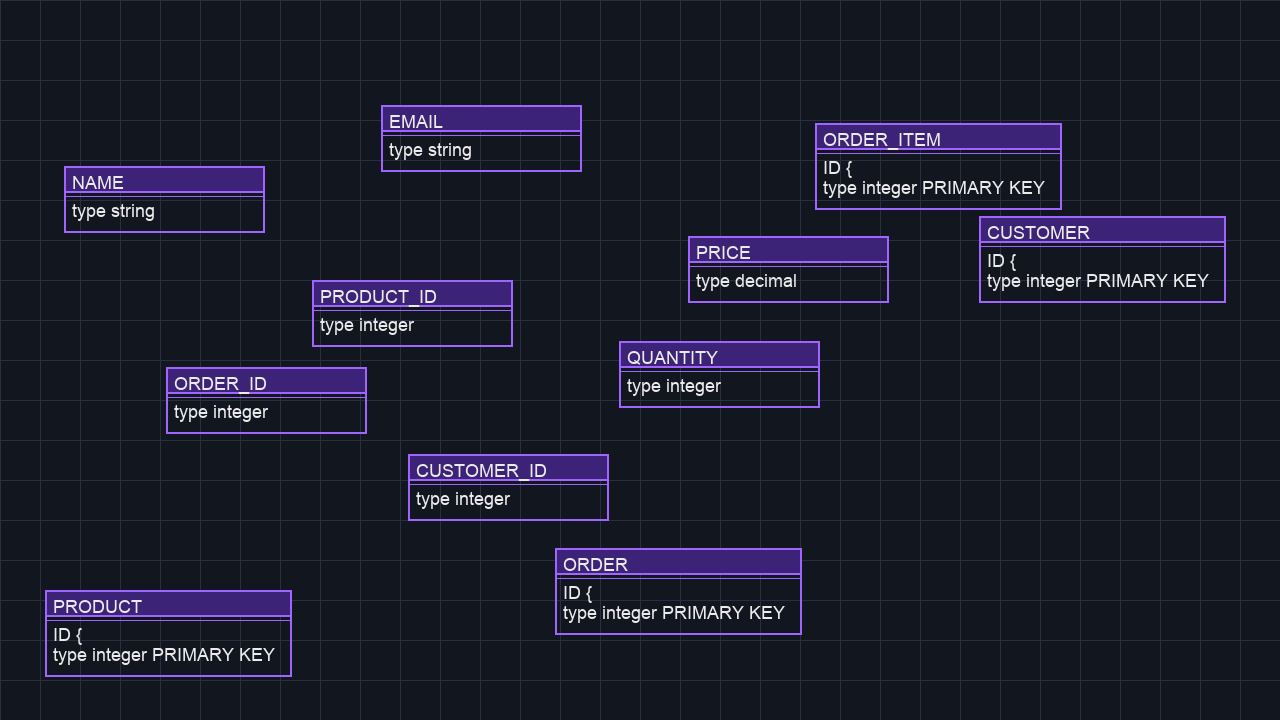 EMAIL
type string
ORDER_ITEM
ID {
type integer PRIMARY KEY
NAME
type string
CUSTOMER
ID {
type integer PRIMARY KEY
PRICE
type decimal
PRODUCT_ID
type integer
QUANTITY
type integer
ORDER_ID
type integer
CUSTOMER_ID
type integer
ORDER
ID {
type integer PRIMARY KEY
PRODUCT
ID {
type integer PRIMARY KEY